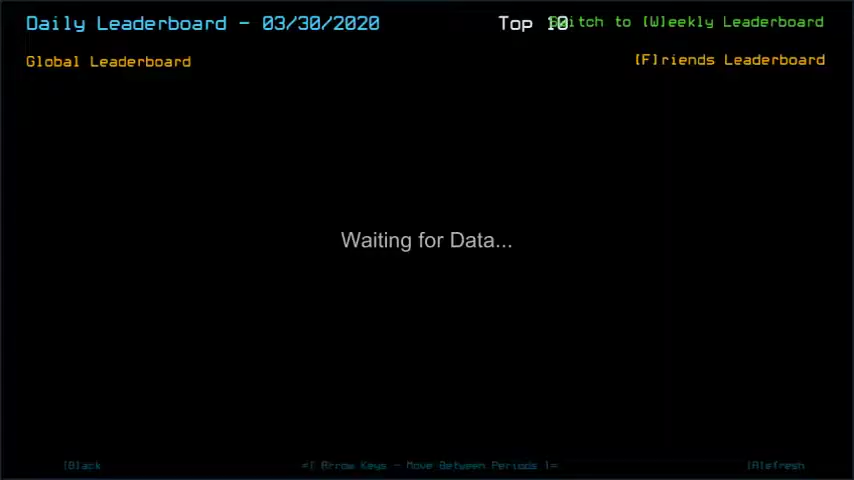 Daily Leaderboard - 03/30/2020
Top 10
Switch to [W]eekly Leaderboard
Global Leaderboard
[F]riends Leaderboard
Waiting for Data...
[B]ack
=[ Arrow Keys - Move Between Periods ]=
[R]efresh